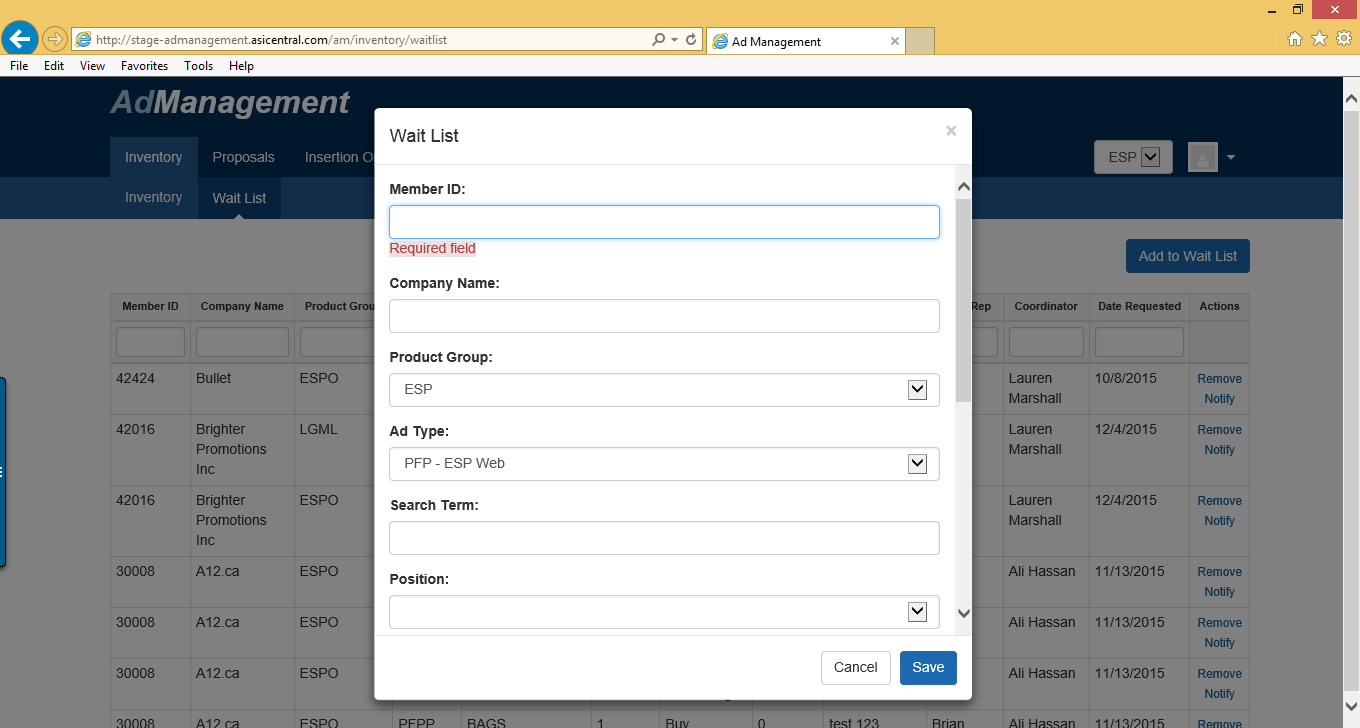 http://stage-admanagement.asicentral.com/am/inventory/waitlist
Ad Management
File Edit View Favorites Tools Help
AdManagement
Inventory Proposals Insertion O
ESP
Inventory Wait List
Add to Wait List
Wait List
×
Member ID:
Required field
Company Name:
Product Group:
ESP
Ad Type:
PFP - ESP Web
Search Term:
Position:
Cancel Save
Member ID Company Name Product Grou Rep Coordinator Date Requested Actions
42424 Bullet ESPO Lauren Marshall 10/8/2015 Remove Notify
42016 Brighter Promotions Inc LGML Lauren Marshall 12/4/2015 Remove Notify
42016 Brighter Promotions Inc ESPO Lauren Marshall 12/4/2015 Remove Notify
30008 A12.ca ESPO Ali Hassan 11/13/2015 Remove Notify
30008 A12.ca ESPO Ali Hassan 11/13/2015 Remove Notify
30008 A12.ca ESPO Ali Hassan 11/13/2015 Remove Notify
30008 A12.ca ESPO PFPP BAGS 1 Buy 0 test 123 Brian 11/13/2015 Remove